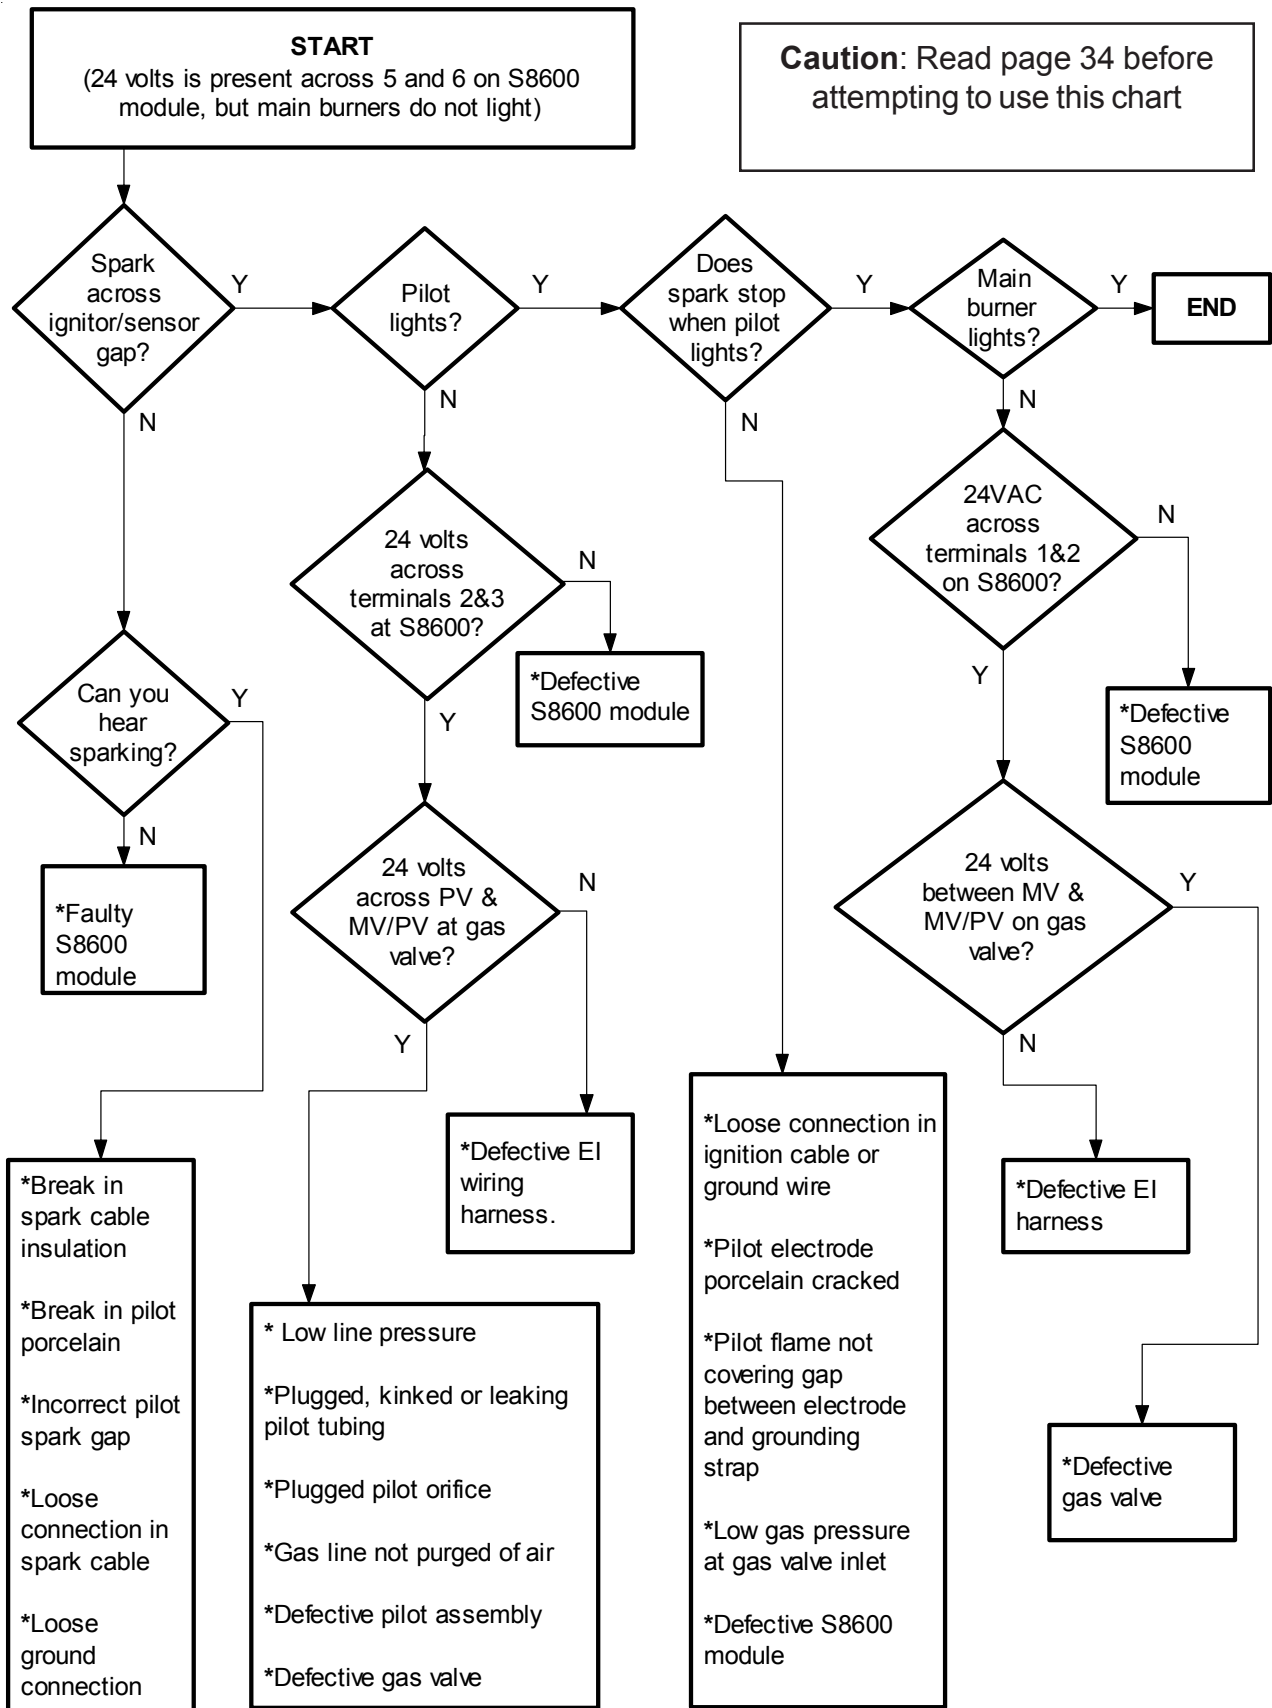 START
(24 volts is present across 5 and 6 on S8600
module, but main burners do not light)
Caution: Read page 34 before
attempting to use this chart
Spark
across
ignitor/sensor
gap?
Y
N
Pilot
lights?
Y
N
Does
spark stop
when pilot
lights?
Y
N
Main
burner
lights?
Y
N
END
24 volts
across
terminals 2&3
at S8600?
N
Y
*Defective
S8600 module
24VAC
across
terminals 1&2
on S8600?
N
Y
*Defective
S8600
module
Can you
hear
sparking?
Y
N
*Faulty
S8600
module
24 volts
across PV &
MV/PV at gas
valve?
N
Y
24 volts
between MV &
MV/PV on gas
valve?
Y
N
*Break in
spark cable
insulation
*Break in pilot
porcelain
*Incorrect pilot
spark gap
*Loose
connection in
spark cable
*Loose
ground
connection
* Low line pressure
*Plugged, kinked or leaking
pilot tubing
*Plugged pilot orifice
*Gas line not purged of air
*Defective pilot assembly
*Defective gas valve
*Defective EI
wiring
harness.
*Loose connection in
ignition cable or
ground wire
*Pilot electrode
porcelain cracked
*Pilot flame not
covering gap
between electrode
and grounding
strap
*Low gas pressure
at gas valve inlet
*Defective S8600
module
*Defective EI
harness
*Defective
gas valve